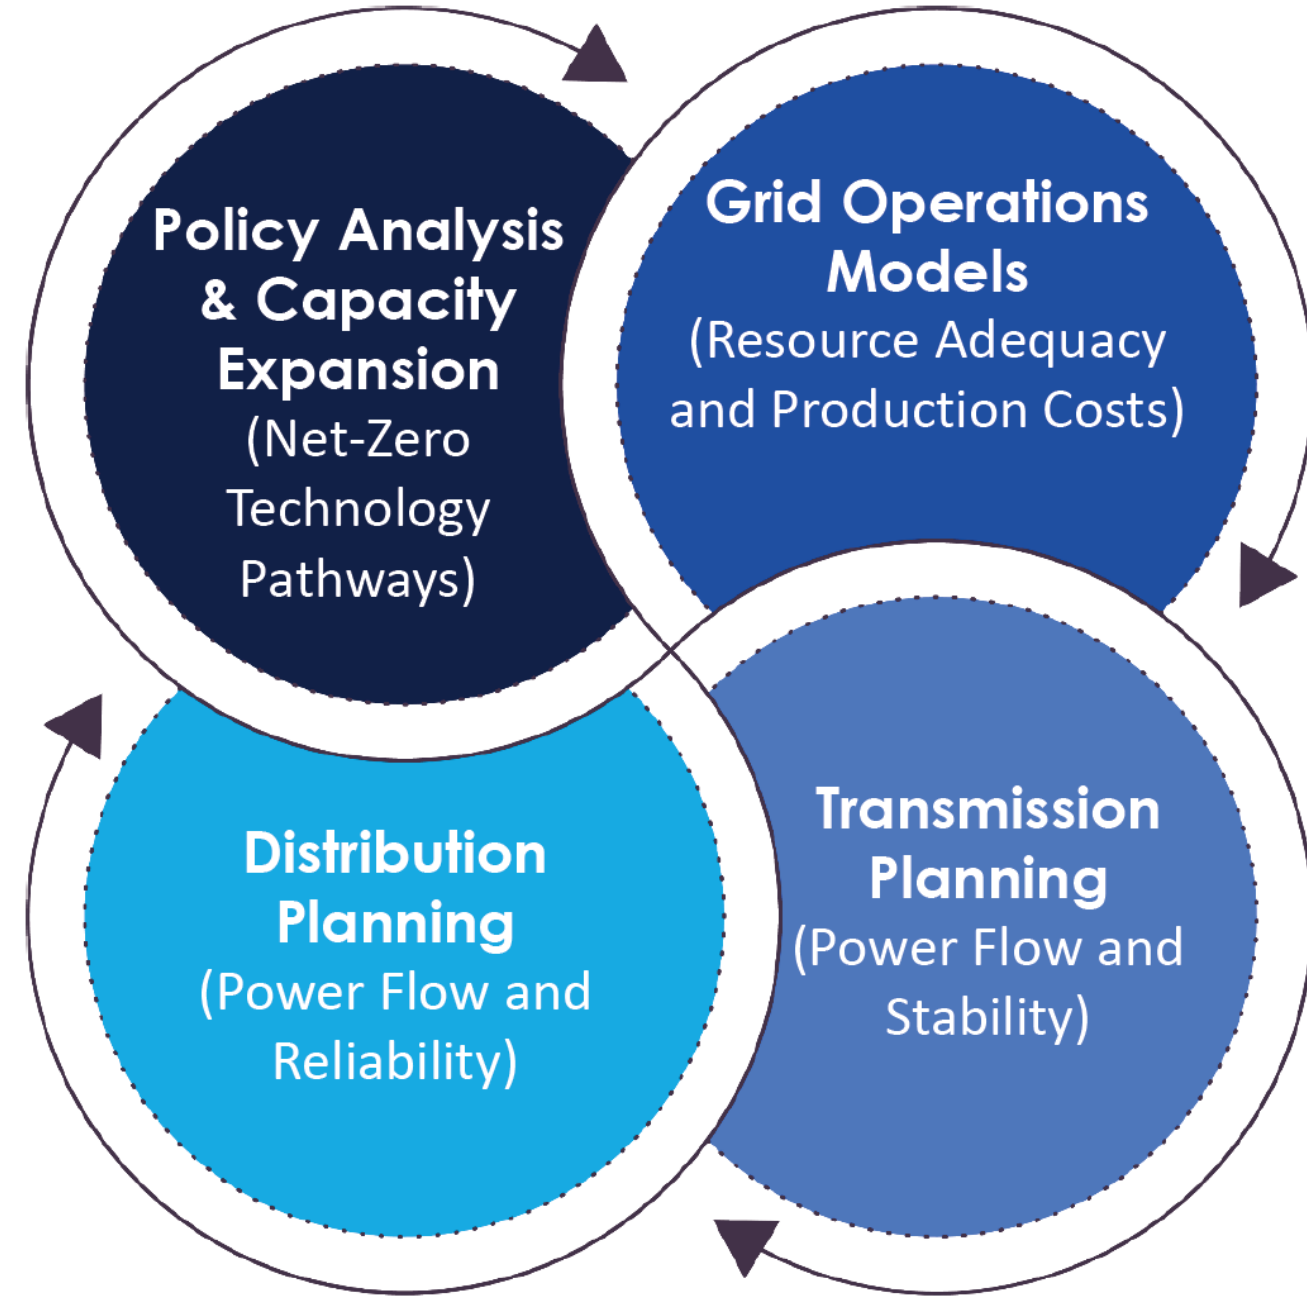 Policy Analysis
& Capacity
Expansion
(Net-Zero
Technology
Pathways)
Grid Operations
Models
(Resource Adequacy
and Production Costs)
Transmission
Planning
(Power Flow and
Stability)
Distribution
Planning
(Power Flow and
Reliability)